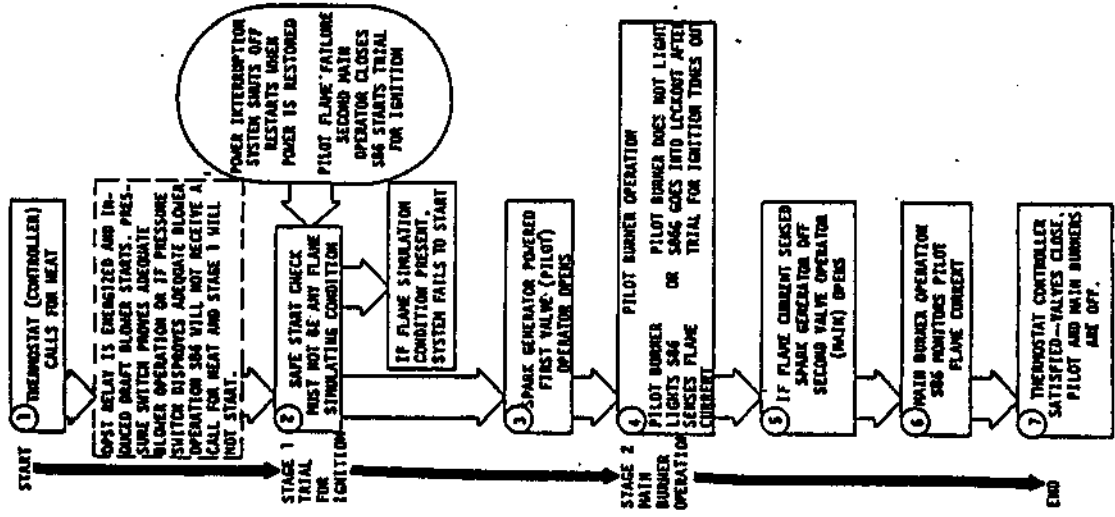 START
1 THERMOSTAT (CONTROLLER)
CALLS FOR HEAT
DPST RELAY IS ENERGIZED AND IN-
DUCED DRAFT BLOWER STARTS. PRES-
SURE SWITCH PROVES ADEQUATE
BLOWER OPERATION OR IF PRESSURE
SWITCH DISPROVES ADEQUATE BLOWER
OPERATION S86 WILL NOT RECEIVE A
CALL FOR HEAT AND STAGE 1 WILL
NOT START.
POWER INTERRUPTION
SYSTEM SHUTS OFF
RESTARTS WHEN
POWER IS RESTORED
PILOT FLAME FAILURE
SECOND MAIN
OPERATOR CLOSES
S86 STARTS TRIAL
FOR IGNITION
STAGE 1
TRIAL
FOR
IGNITION
2 SAFE START CHECK
MUST NOT BE ANY FLAME
SIMULATING CONDITION
IF FLAME SIMULATION
CONDITION PRESENT,
SYSTEM FAILS TO START
3 SPARK GENERATOR POWERED
FIRST VALVE (PILOT)
OPERATOR OPENS
STAGE 2
MAIN
BURNER
OPERATION
4 PILOT BURNER OPERATION
PILOT BURNER
LIGHTS S86
SENSES FLAME
CURRENT
OR
PILOT BURNER DOES NOT LIGHT
S86G GOES INTO LOCKOUT AFTER
TRIAL FOR IGNITION TIMES OUT
5 IF FLAME CURRENT SENSED
SPARK GENERATOR OFF
SECOND VALVE OPERATOR
(MAIN) OPENS
6 MAIN BURNER OPERATION
S86 MONITORS PILOT
FLAME CURRENT
7 THERMOSTAT CONTROLLER
SATISFIED-VALVES CLOSE.
PILOT AND MAIN BURNERS
ARE OFF.
END